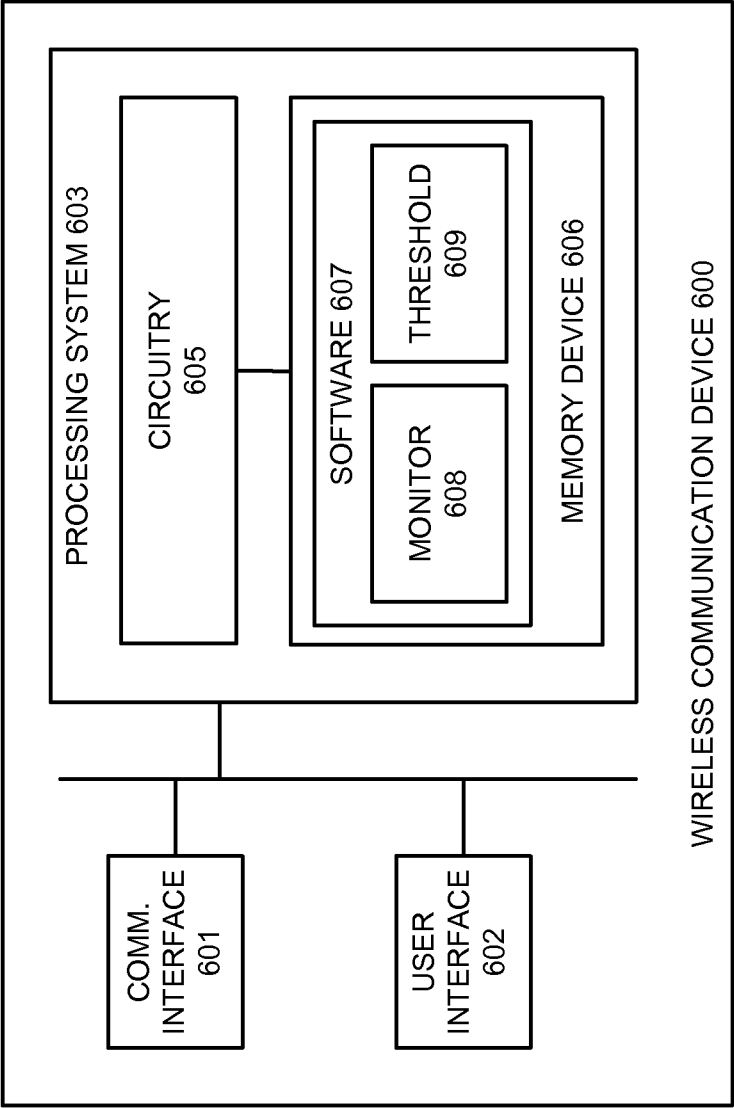 PROCESSING SYSTEM 603
COMM.
INTERFACE
601
CIRCUITRY
605
SOFTWARE 607
USER
INTERFACE
602
MONITOR
608
THRESHOLD
609
MEMORY DEVICE 606
WIRELESS COMMUNICATION DEVICE 600